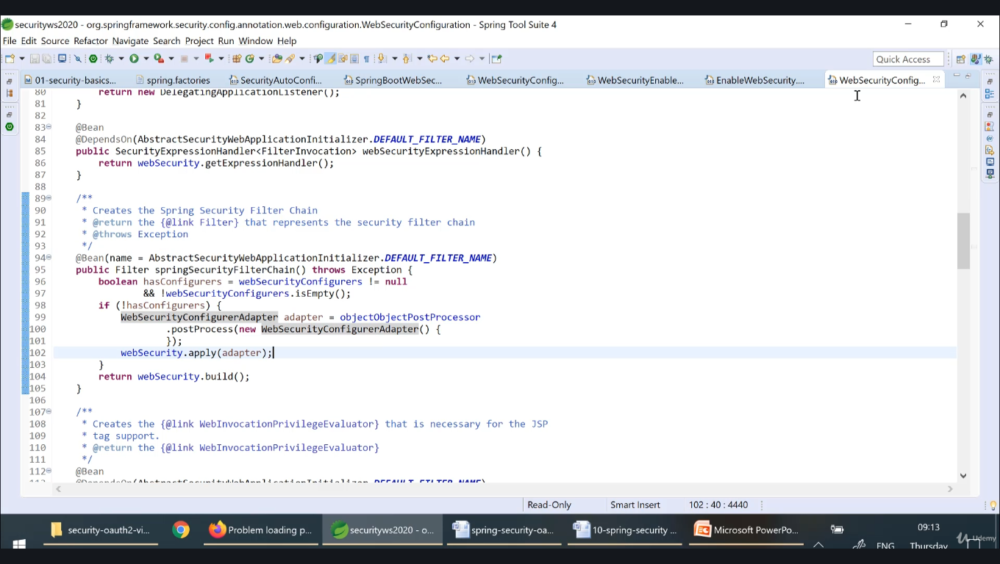 securityws2020 - org.springframework.security.config.annotation.web.configuration.WebSecurityConfiguration - Spring Tool Suite 4
File Edit Source Refactor Navigate Search Project Run Window Help
Quick Access
01-security-basics... spring.factories SecurityAutoConfi... SpringBootWebSec... WebSecurityConfig... WebSecurityEnable... EnableWebSecurity.... WebSecurityConfig...
80 return new DelegatingApplicationListener();
81 }
82
83 @Bean
84 @DependsOn(AbstractSecurityWebApplicationInitializer.DEFAULT_FILTER_NAME)
85 public SecurityExpressionHandler<FilterInvocation> webSecurityExpressionHandler() {
86 return webSecurity.getExpressionHandler();
87 }
88
89 /**
90 * Creates the Spring Security Filter Chain
91 * @return the {@link Filter} that represents the security filter chain
92 * @throws Exception
93 */
94 @Bean(name = AbstractSecurityWebApplicationInitializer.DEFAULT_FILTER_NAME)
95 public Filter springSecurityFilterChain() throws Exception {
96 boolean hasConfigurers = webSecurityConfigurers != null
97 && !webSecurityConfigurers.isEmpty();
98 if (!hasConfigurers) {
99 WebSecurityConfigurerAdapter adapter = objectObjectPostProcessor
100 .postProcess(new WebSecurityConfigurerAdapter() {
101 });
102 webSecurity.apply(adapter);
103 }
104 return webSecurity.build();
105 }
106
107 /**
108 * Creates the {@link WebInvocationPrivilegeEvaluator} that is necessary for the JSP
109 * tag support.
110 * @return the {@link WebInvocationPrivilegeEvaluator}
111 */
112 @Bean
113 @DependsOn(AbstractSecurityWebApplicationInitializer.DEFAULT_FILTER_NAME)
Read-Only Smart Insert 102 : 40 : 4440
security-oauth2-vi... Problem loading p... securityws2020 - o... spring-security-oa... 10-spring-security ... Microsoft PowerPo... 09:13
ENG Thursday
Udemy